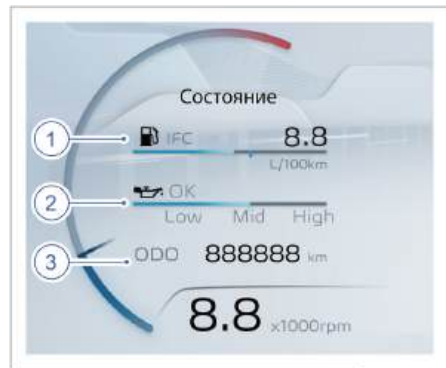 Состояние
1 IFC 8.8
L/100km
2 OK
Low Mid High
3 ODO 888888 km
8.8 x1000rpm